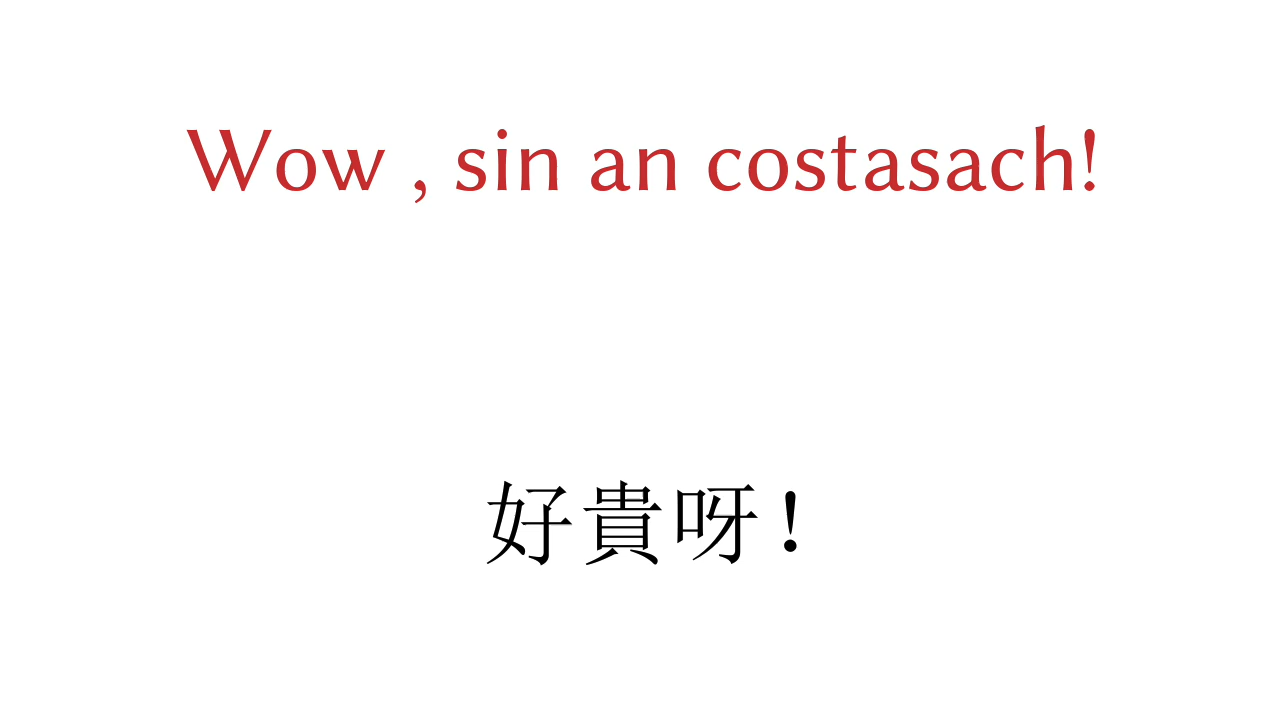 Wow , sin an costasach!
好貴呀！